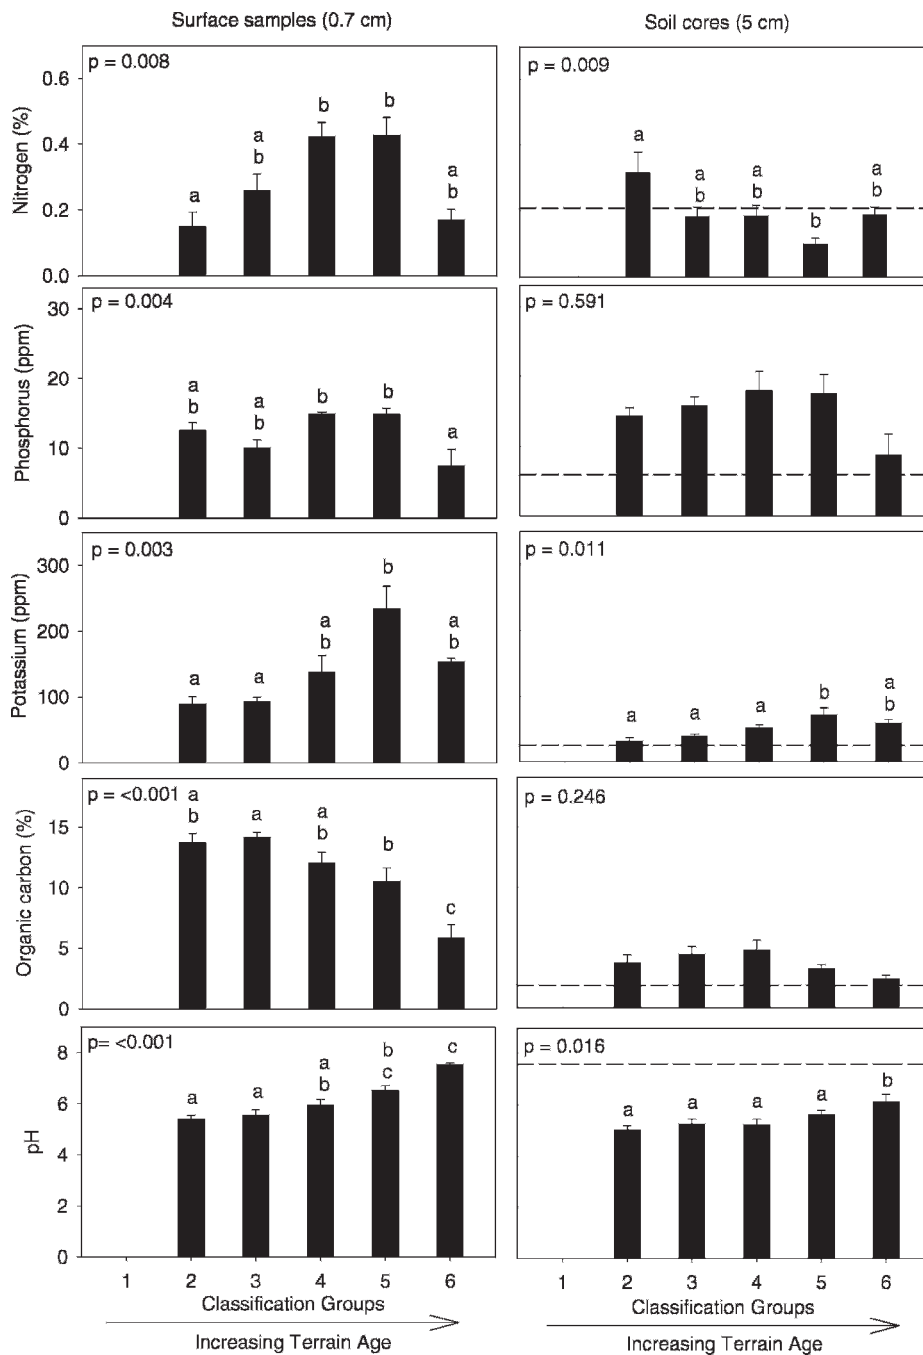 Surface samples (0.7 cm)
Soil cores (5 cm)
Nitrogen (%)
0.6
0.4
0.2
0.0
p = 0.008
a
a
b
b
b
a
b
p = 0.009
a
a
b
a
b
b
a
b
Phosphorus (ppm)
30
20
10
0
p = 0.004
a
b
a
b
b
b
a
p = 0.591
Potassium (ppm)
300
200
100
0
p = 0.003
a
a
a
b
b
a
b
p = 0.011
a
a
a
b
a
b
Organic carbon (%)
15
10
5
0
p = <0.001
a
b
a
a
b
b
c
p = 0.246
pH
8
6
4
2
0
p= <0.001
a
a
a
b
b
c
c
p = 0.016
a
a
a
a
b
1 2 3 4 5 6
Classification Groups
Increasing Terrain Age
1 2 3 4 5 6
Classification Groups
Increasing Terrain Age